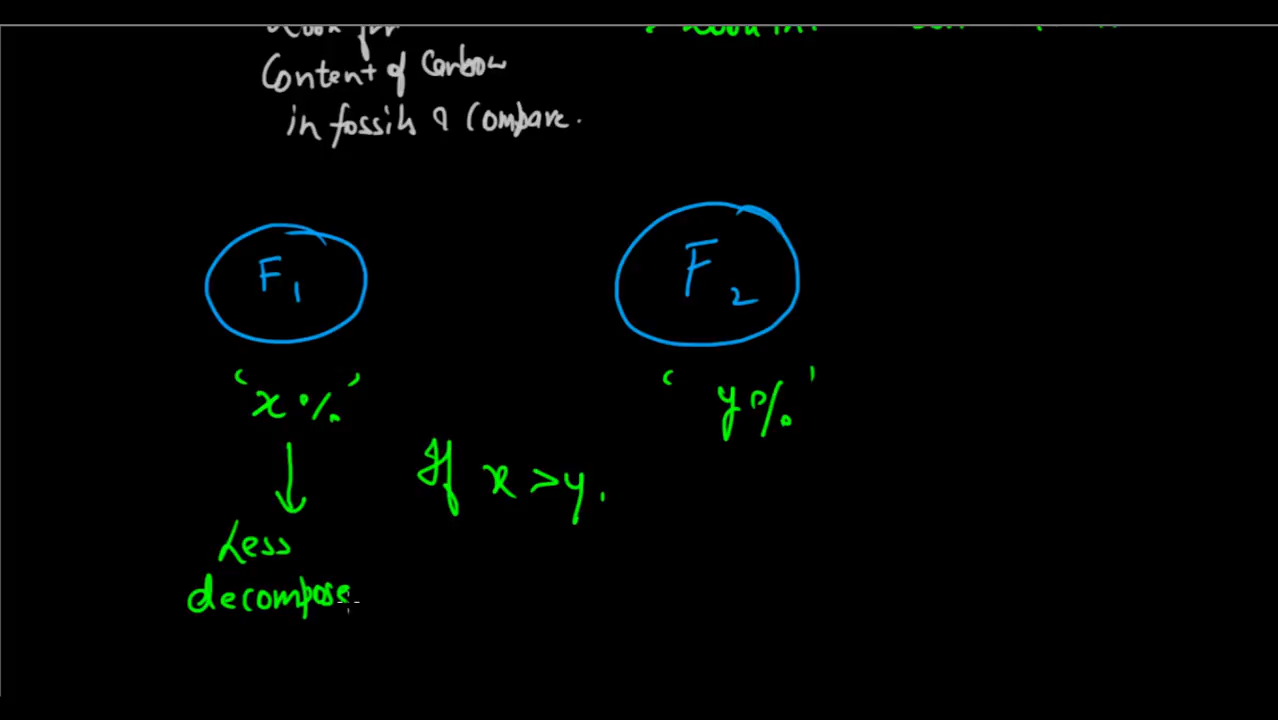 Content of Carbon
in fossils & Compare.
F1
F2
'x%'
'y%'
If x > y.
Less
decompose